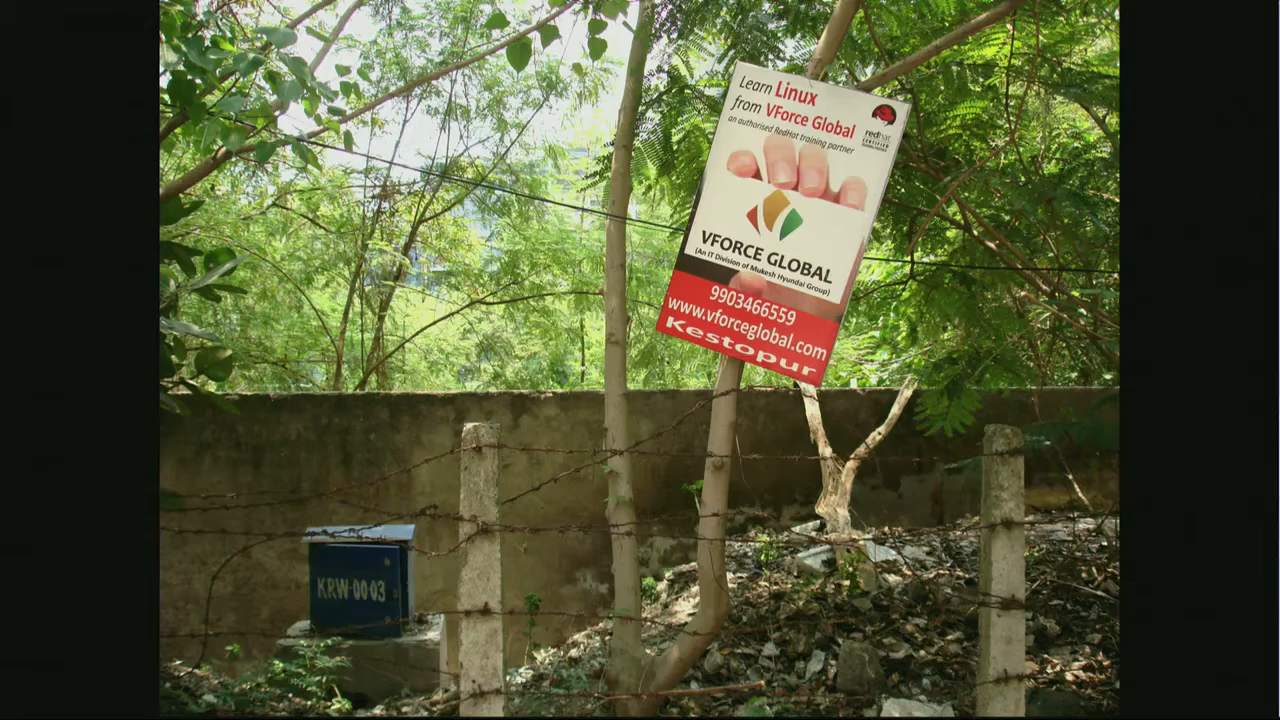 Learn Linux
from VForce Global
an authorised RedHat training partner
redhat
CERTIFIED
VFORCE GLOBAL
(An IT Division of Mukesh Hyundai Group)
9903466559
www.vforceglobal.com
Kestopur
KRW-00-03